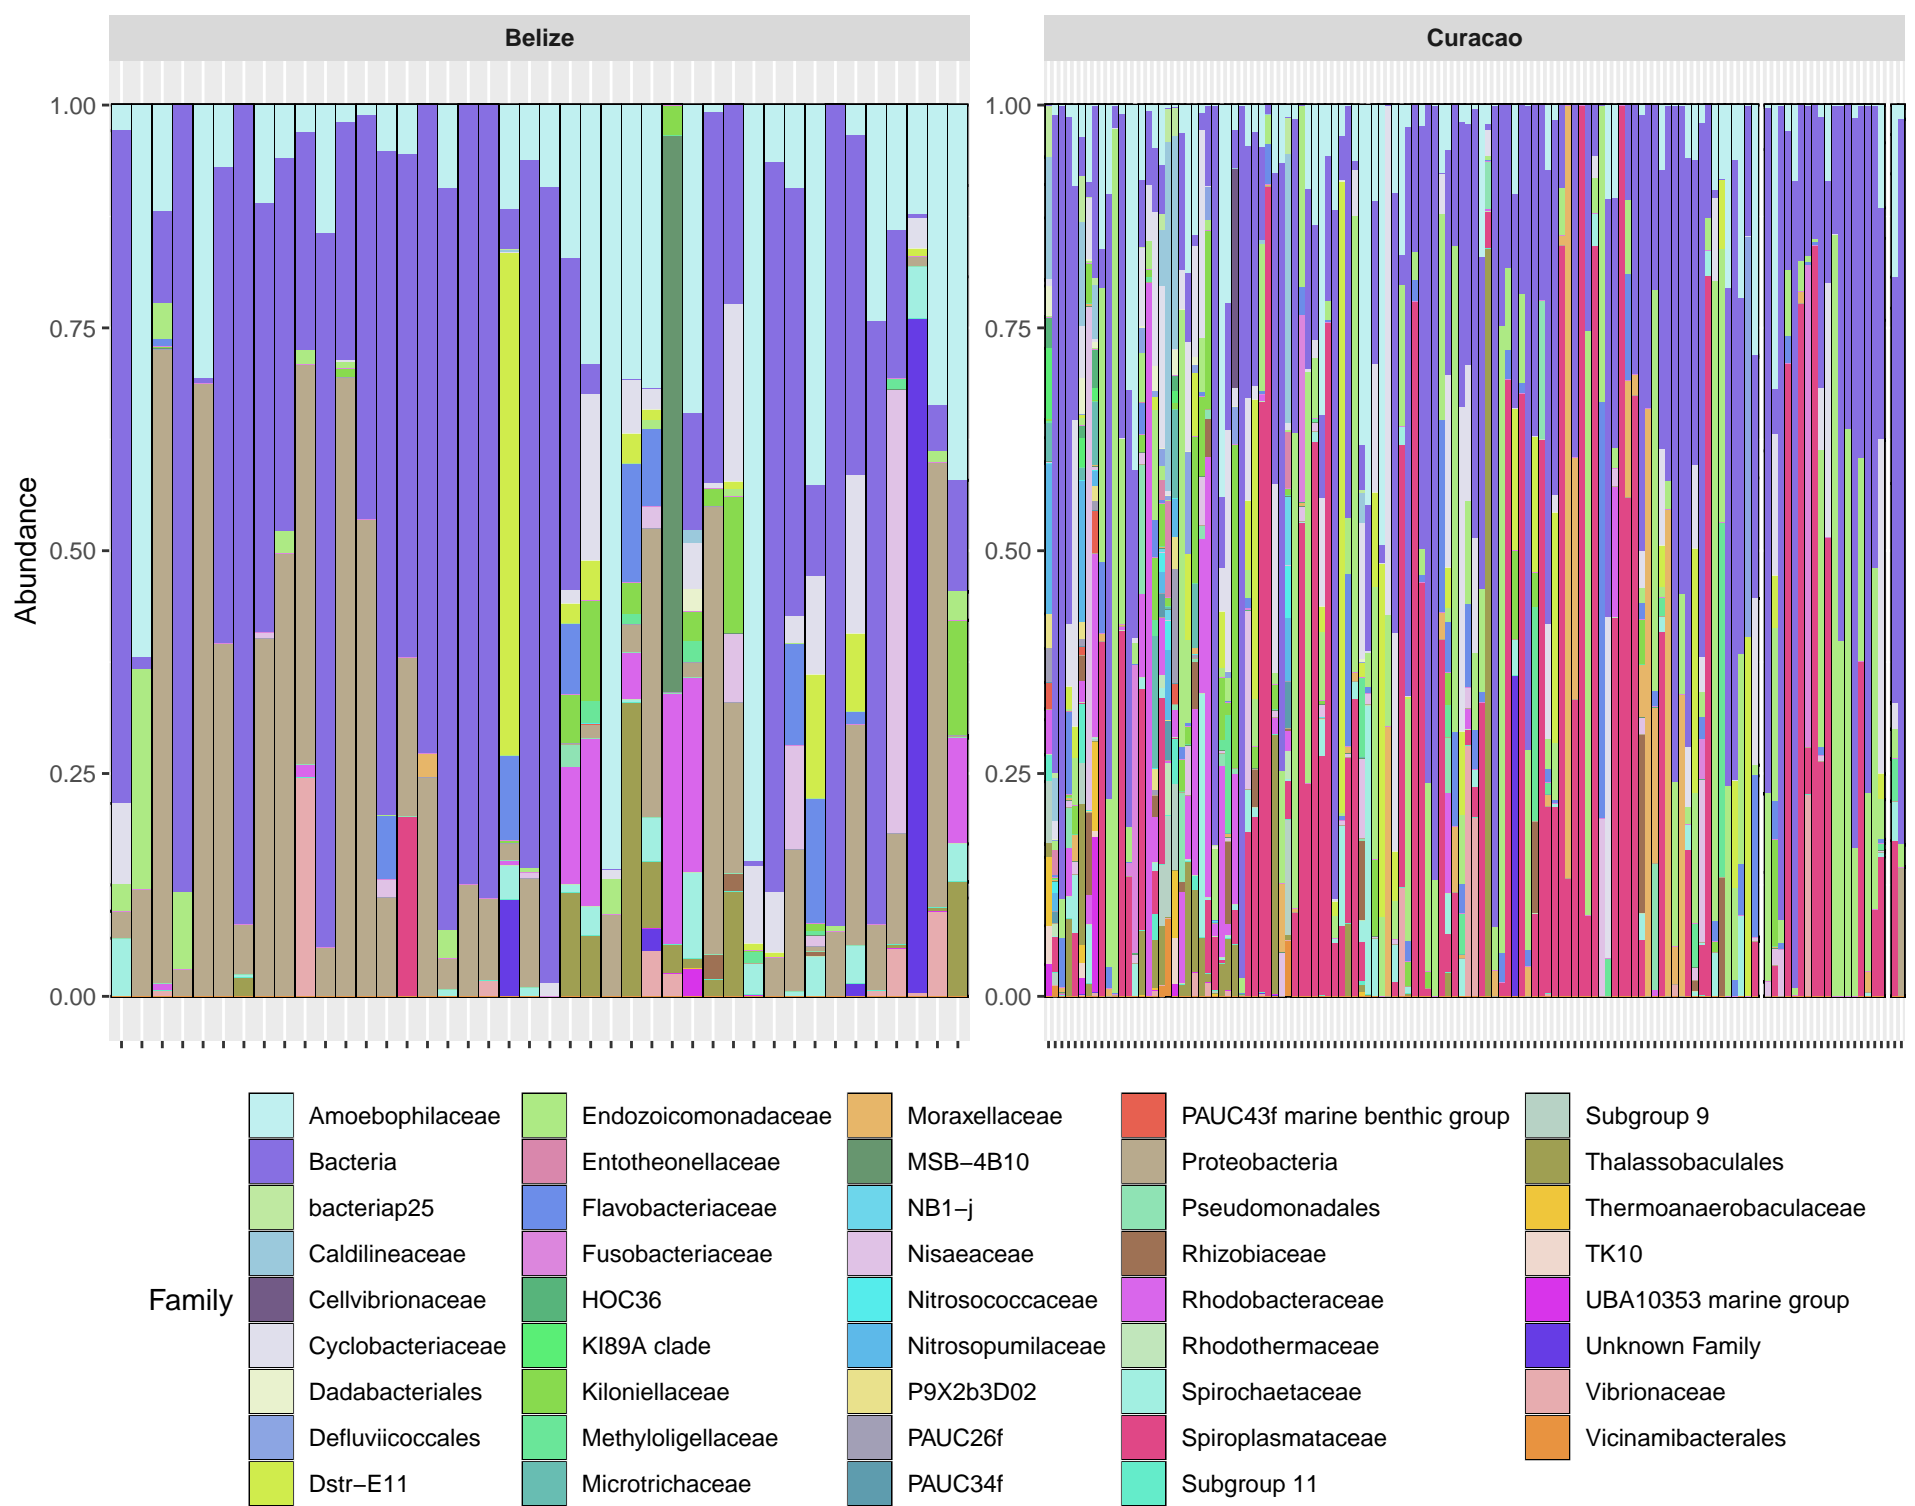 Belize
Curacao
1.00
0.75
0.50
0.25
0.00
1.00
0.75
0.50
0.25
0.00
Abundance
Family
Amoebophilaceae
Bacteria
bacteriap25
Caldilineaceae
Cellvibrionaceae
Cyclobacteriaceae
Dadabacteriales
Defluviicoccales
Dstr−E11
Endozoicomonadaceae
Entotheonellaceae
Flavobacteriaceae
Fusobacteriaceae
HOC36
KI89A clade
Kiloniellaceae
Methyloligellaceae
Microtrichaceae
Moraxellaceae
MSB−4B10
NB1−j
Nisaeaceae
Nitrosococcaceae
Nitrosopumilaceae
P9X2b3D02
PAUC26f
PAUC34f
PAUC43f marine benthic group
Proteobacteria
Pseudomonadales
Rhizobiaceae
Rhodobacteraceae
Rhodothermaceae
Spirochaetaceae
Spiroplasmataceae
Subgroup 11
Subgroup 9
Thalassobaculales
Thermoanaerobaculaceae
TK10
UBA10353 marine group
Unknown Family
Vibrionaceae
Vicinamibacterales